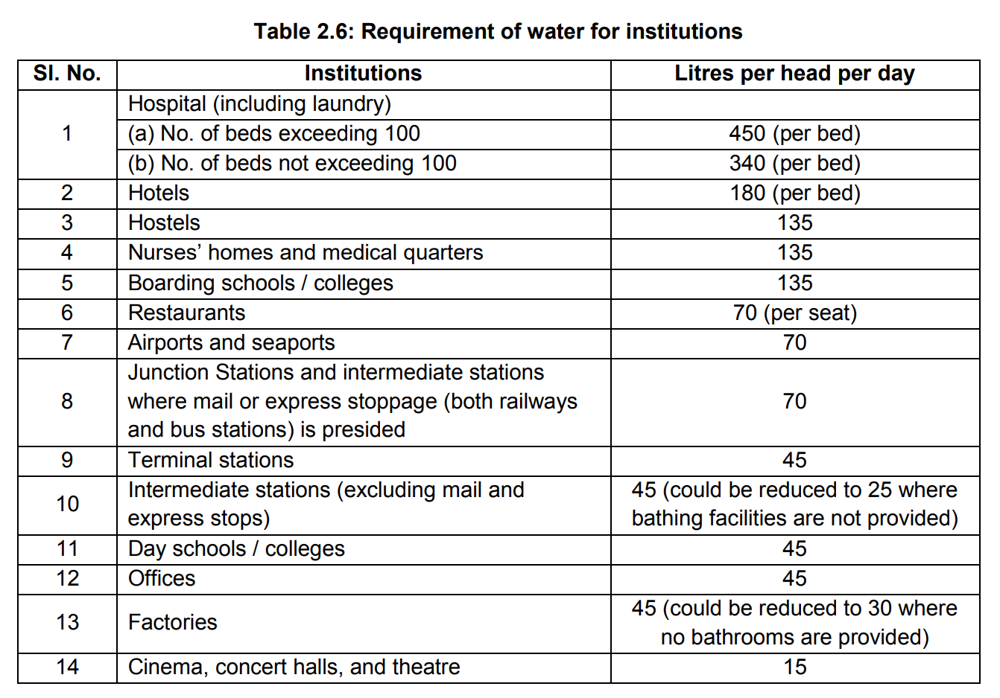 Table 2.6: Requirement of water for institutions
Sl. No. Institutions Litres per head per day
1 Hospital (including laundry)
(a) No. of beds exceeding 100 450 (per bed)
(b) No. of beds not exceeding 100 340 (per bed)
2 Hotels 180 (per bed)
3 Hostels 135
4 Nurses’ homes and medical quarters 135
5 Boarding schools / colleges 135
6 Restaurants 70 (per seat)
7 Airports and seaports 70
8 Junction Stations and intermediate stations
where mail or express stoppage (both railways
and bus stations) is presided 70
9 Terminal stations 45
10 Intermediate stations (excluding mail and
express stops) 45 (could be reduced to 25 where
bathing facilities are not provided)
11 Day schools / colleges 45
12 Offices 45
13 Factories 45 (could be reduced to 30 where
no bathrooms are provided)
14 Cinema, concert halls, and theatre 15